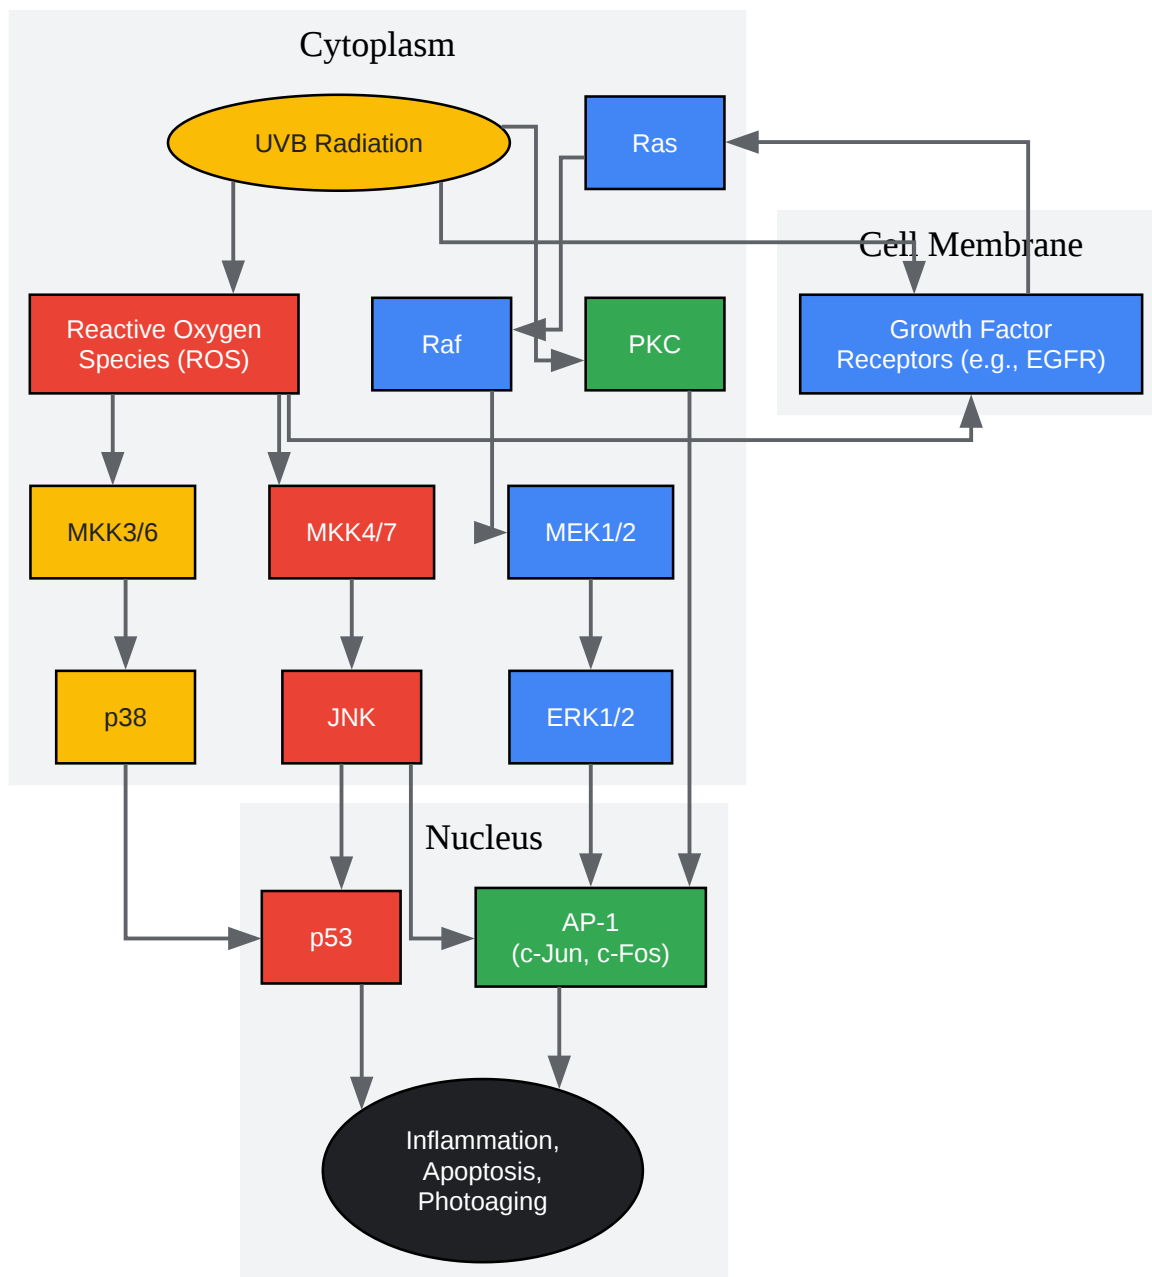 Cytoplasm
UVB Radiation
Ras
Cell Membrane
Reactive Oxygen
Species (ROS)
Raf
PKC
Growth Factor
Receptors (e.g., EGFR)
MKK3/6
MKK4/7
MEK1/2
p38
JNK
ERK1/2
Nucleus
p53
AP-1
(c-Jun, c-Fos)
Inflammation,
Apoptosis,
Photoaging